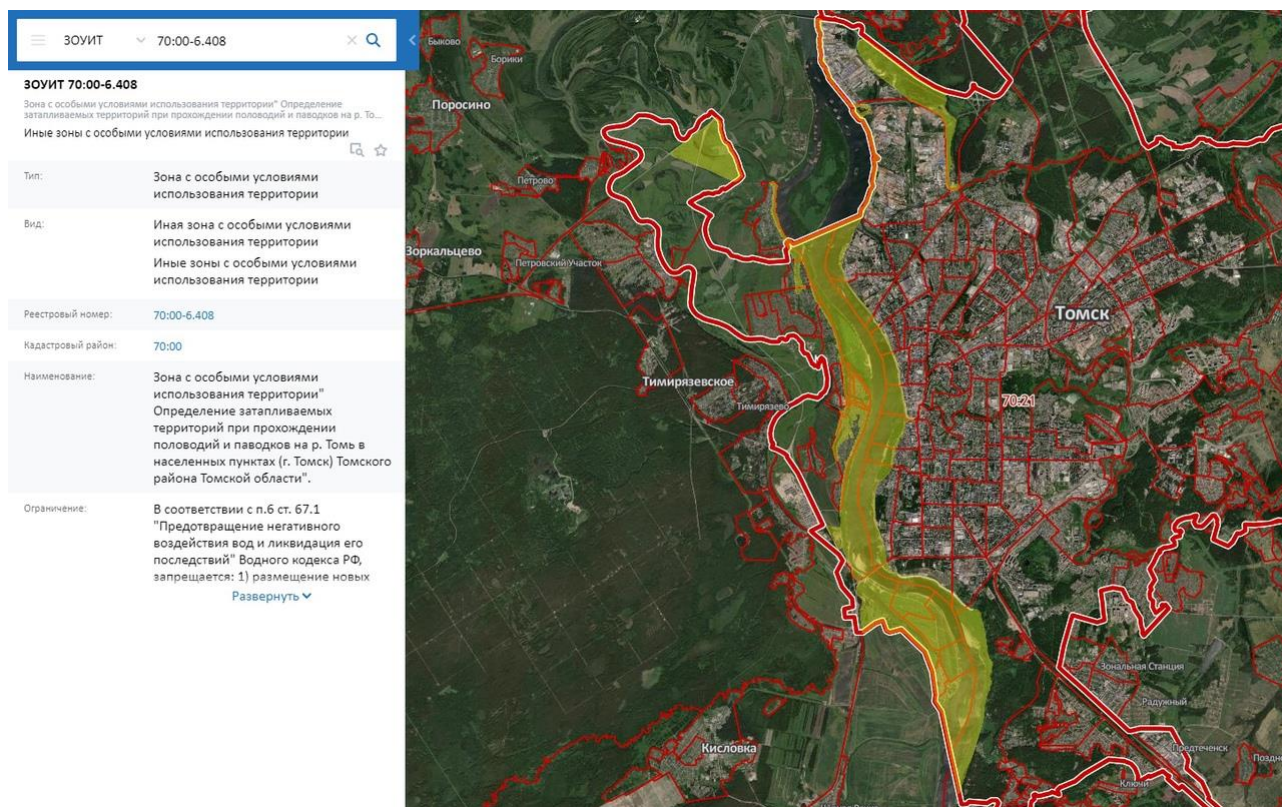 ЗОУИТ 70:00-6.408
ЗОУИТ 70:00-6.408
Зона с особыми условиями использования территории" Определение
затапливаемых территорий при прохождении половодий и паводков на р. То...
Иные зоны с особыми условиями использования территории
Тип: Зона с особыми условиями
использования территории
Вид: Иная зона с особыми условиями
использования территории
Иные зоны с особыми условиями
использования территории
Реестровый номер: 70:00-6.408
Кадастровый район: 70:00
Наименование: Зона с особыми условиями
использования территории"
Определение затапливаемых
территорий при прохождении
половодий и паводков на р. Томь в
населенных пунктах (г. Томск) Томского
района Томской области".
Ограничение: В соответствии с п.6 ст. 67.1
"Предотвращение негативного
воздействия вод и ликвидация его
последствий" Водного кодекса РФ,
запрещается: 1) размещение новых
Развернуть
Быково
Борики
Поросино
Петрово
Зоркальцево
Петровский Участок
Томск
Тимирязевское
Тимирязево
70:21
Зональная Станция
Радужный
Кисловка
Предтеченск
Поздн
Ключи